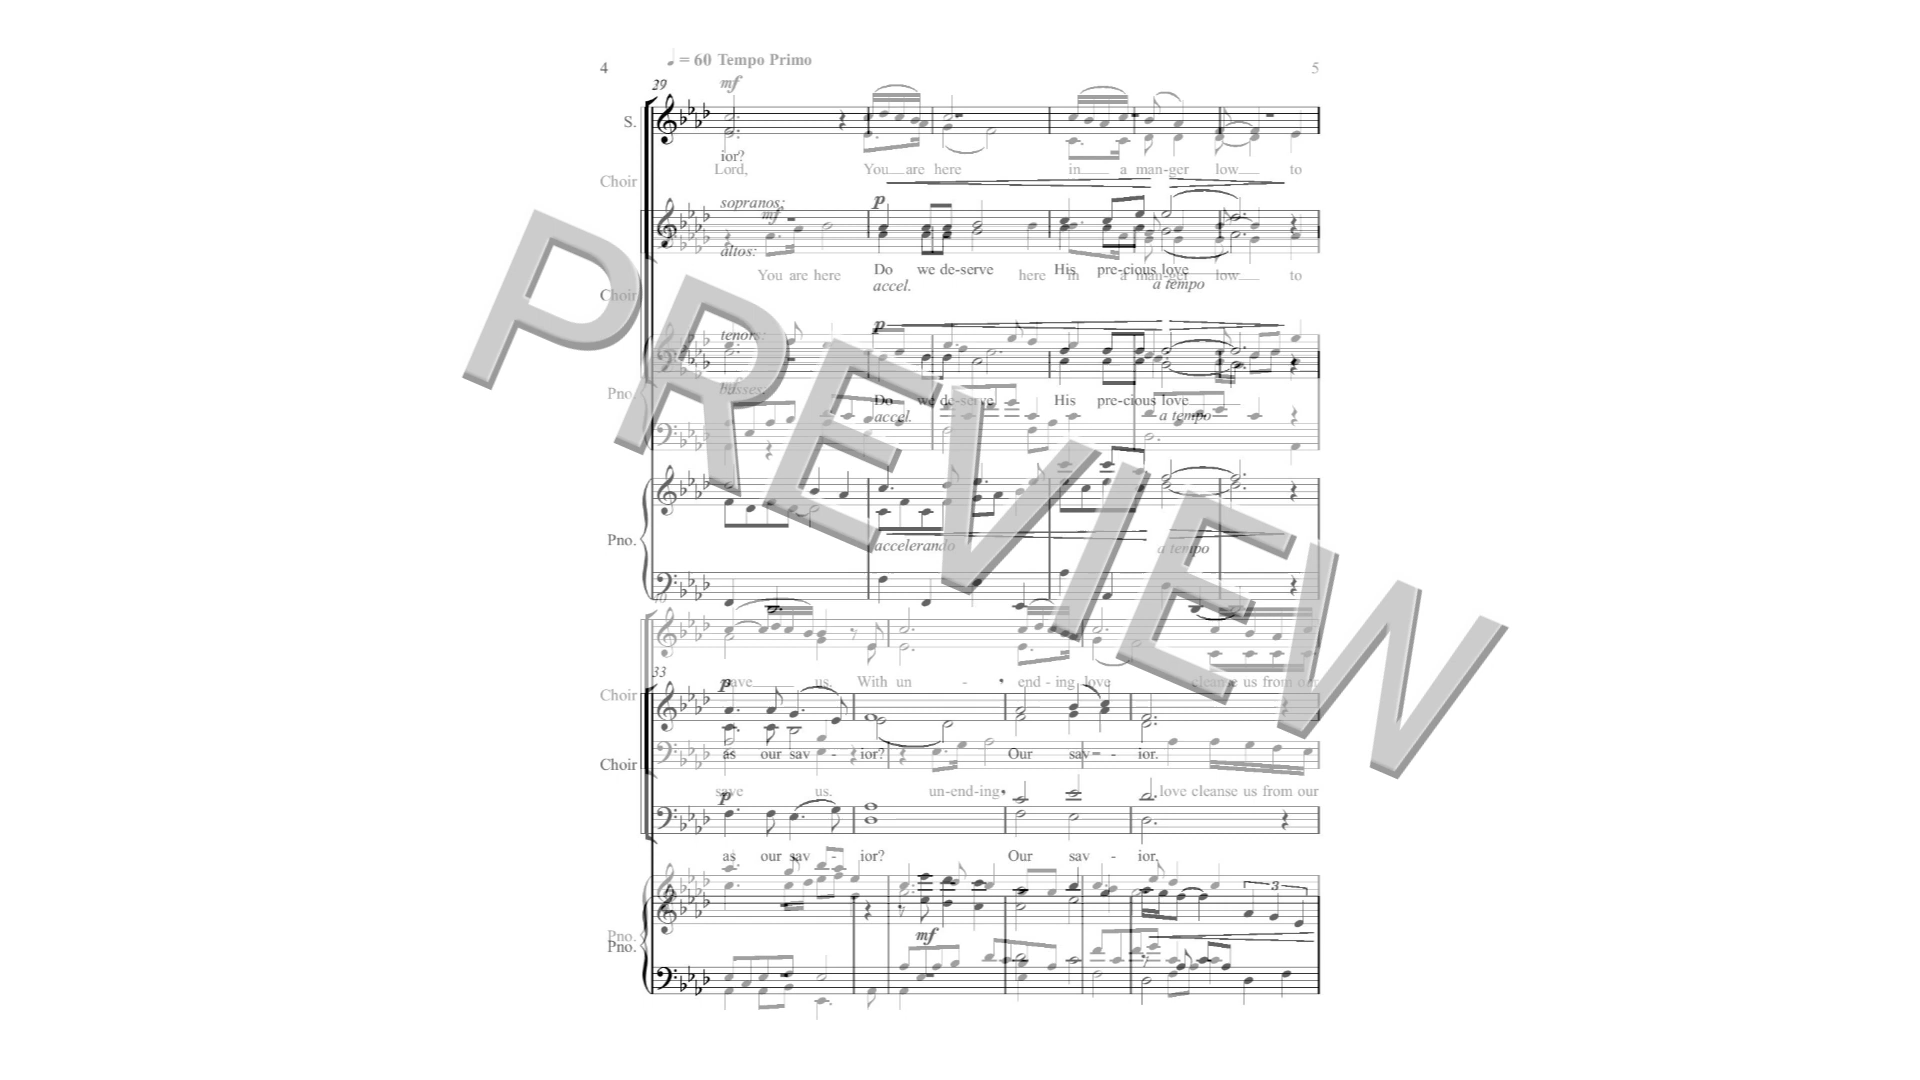 ♩ = 60 Tempo Primo
4
5
29
mf
S.
ior?
Lord, You are here in a man-ger low to
Choir
sopranos:
p
mf
altos:
Do we de-serve His pre-cious love
You are here here in a man-ger low to
accel. a tempo
Choir
p
tenors:
Pno.
basses:
Do we de-serve His pre-cious love
accel. a tempo
Pno.
accelerando a tempo
PREVIEW
33
save us. With un - end - ing love cleanse us from our
p
Choir
as our sav - ior? Our sav - - ior.
Choir
save us. un-end-ing love cleanse us from our
p
as our sav - ior? Our sav - ior.
3
Pno.
mf
Pno.